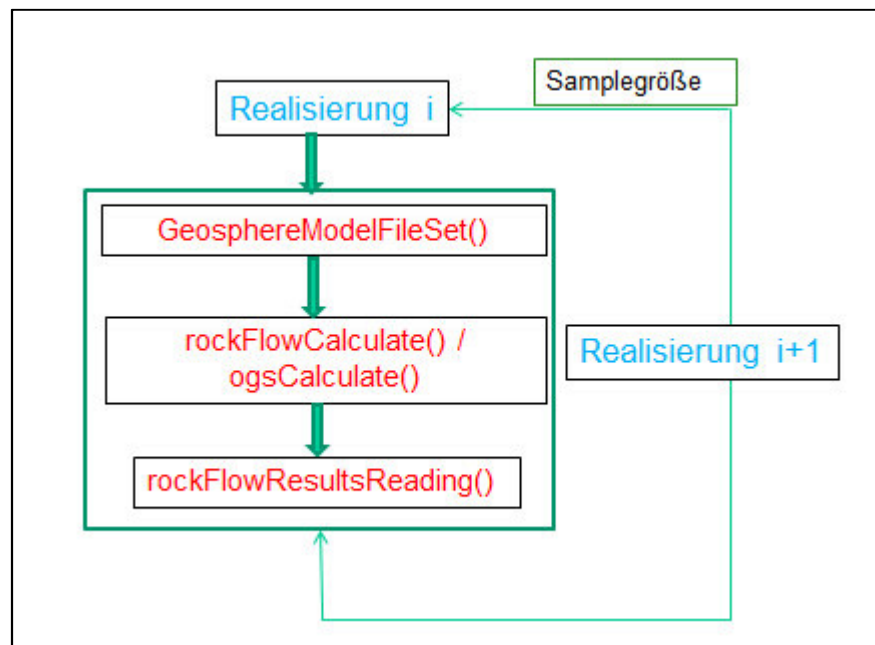 Samplegröße
Realisierung i
GeosphereModelFileSet()
rockFlowCalculate() /
ogsCalculate()
Realisierung i+1
rockFlowResultsReading()